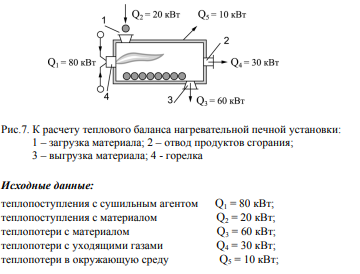 1
Q₂ = 20 кВт
Q₅ = 10 кВт
2
Q₁ = 80 кВт
Q₄ = 30 кВт
4
3
Q₃ = 60 кВт
Рис.7. К расчету теплового баланса нагревательной печной установки:
1 – загрузка материала; 2 – отвод продуктов сгорания;
3 – выгрузка материала; 4 - горелка
Исходные данные:
теплопоступления с сушильным агентом Q₁ = 80 кВт;
теплопоступления с материалом Q₂ = 20 кВт;
теплопотери с материалом Q₃ = 60 кВт;
теплопотери с уходящими газами Q₄ = 30 кВт;
теплопотери в окружающую среду Q₅ = 10 кВт;